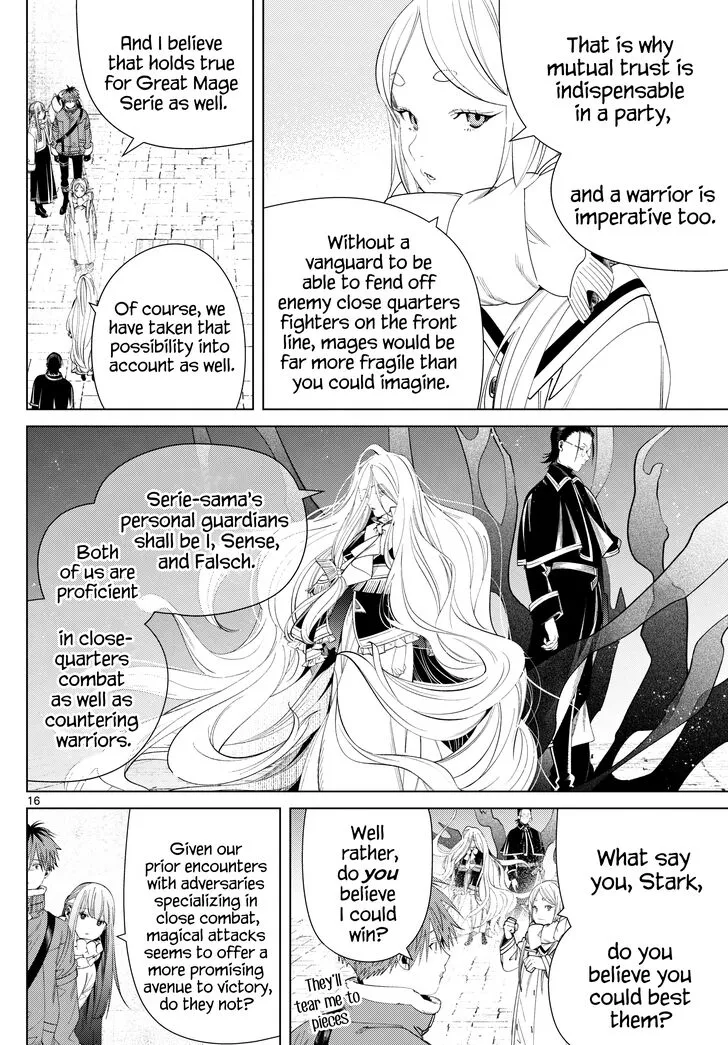 That is why
mutual trust is
indispensable
in a party,
and a warrior is
imperative too.
Without a
vanguard to be
able to fend off
enemy close quarters
fighters on the front
line, mages would be
far more fragile than
you could imagine.
And I believe
that holds true
for Great Mage
Serie as well.
Of course, we
have taken that
possibility into
account as well.
Serie-sama's
personal guardians
shall be I, Sense,
and Falsch.
Both
of us are
proficient
in close-
quarters
combat
as well as
countering
warriors.
16
What say
you, Stark,
do you
believe you
could best
them?
Well
rather,
do you
believe
I could
win?
They'll
tear me to
pieces
Given our
prior encounters
with adversaries
specializing in
close combat,
magical attacks
seems to offer a
more promising
avenue to victory,
do they not?